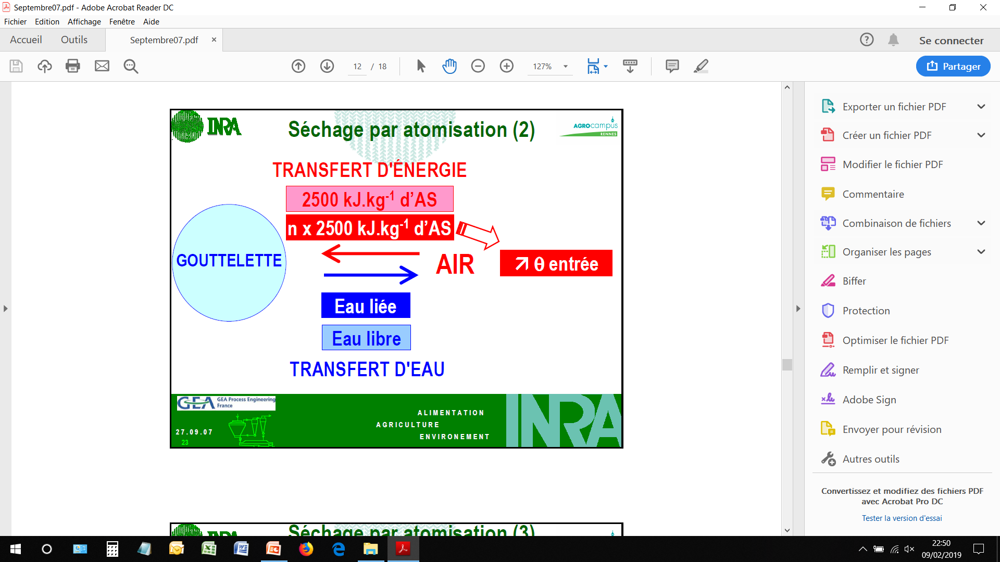 Septembre07.pdf - Adobe Acrobat Reader DC
Fichier Edition Affichage Fenêtre Aide
Accueil Outils Septembre07.pdf × Se connecter
12 / 18 127% Partager
INRA Séchage par atomisation (2) AGROCAMPUS
RENNES
TRANSFERT D'ÉNERGIE
2500 kJ.kg⁻¹ d’AS
n x 2500 kJ.kg⁻¹ d’AS
GOUTTELETTE
AIR
↗ θ entrée
Eau liée
Eau libre
TRANSFERT D'EAU
GEA GEA Process Engineering
France
ALIMENTATION
AGRICULTURE
ENVIRONEMENT
27.09.07
23
INRA
INRA Séchage par atomisation (3)
Exporter un fichier PDF
Créer un fichier PDF
Modifier le fichier PDF
Commentaire
Combinaison de fichiers
Organiser les pages
Biffer
Protection
Optimiser le fichier PDF
Remplir et signer
Adobe Sign
Envoyer pour révision
Autres outils
Convertissez et modifiez des fichiers PDF
avec Acrobat Pro DC
Tester la version d'essai
22:50
09/02/2019